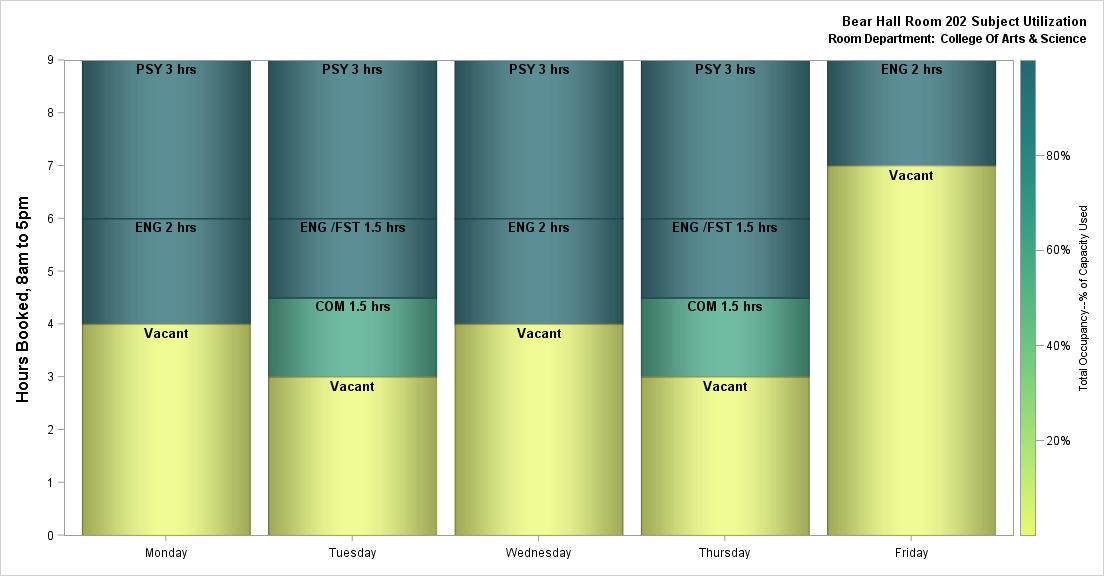 Bear Hall Room 202 Subject Utilization
Room Department: College Of Arts & Science
Hours Booked, 8am to 5pm
9
8
7
6
5
4
3
2
1
0
PSY 3 hrs
ENG 2 hrs
Vacant
PSY 3 hrs
ENG /FST 1.5 hrs
COM 1.5 hrs
Vacant
PSY 3 hrs
ENG 2 hrs
Vacant
PSY 3 hrs
ENG /FST 1.5 hrs
COM 1.5 hrs
Vacant
ENG 2 hrs
Vacant
Monday
Tuesday
Wednesday
Thursday
Friday
80%
60%
40%
20%
Total Occupancy--% of Capacity Used